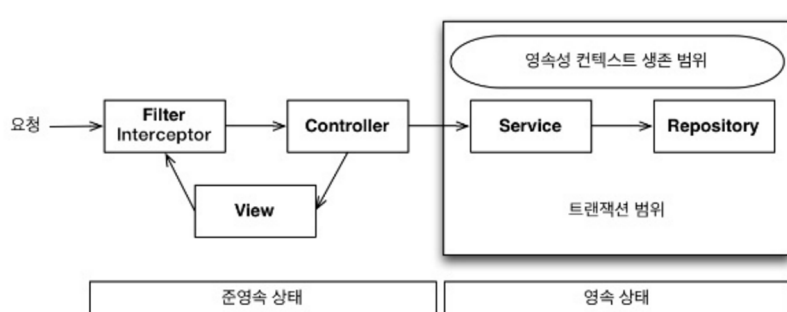 영속성 컨텍스트 생존 범위
요청
Filter
Interceptor
Controller
Service
Repository
View
트랜잭션 범위
준영속 상태
영속 상태